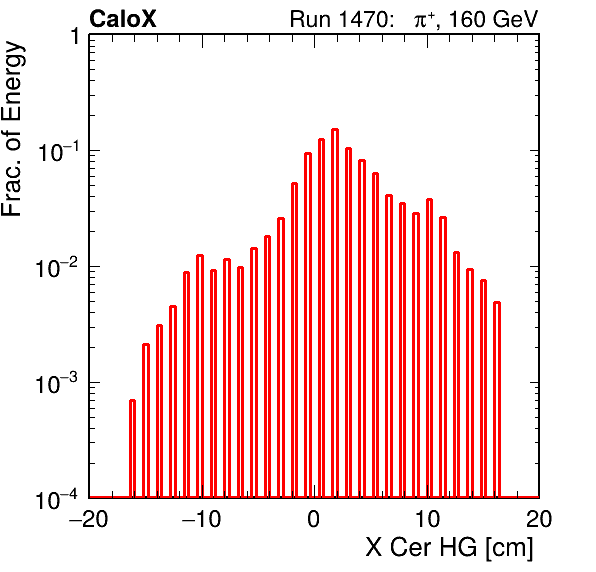 CaloX Run 1470: π⁺, 160 GeV
Frac. of Energy
1
10⁻¹
10⁻²
10⁻³
10⁻⁴
−20 −10 0 10 20
X Cer HG [cm]